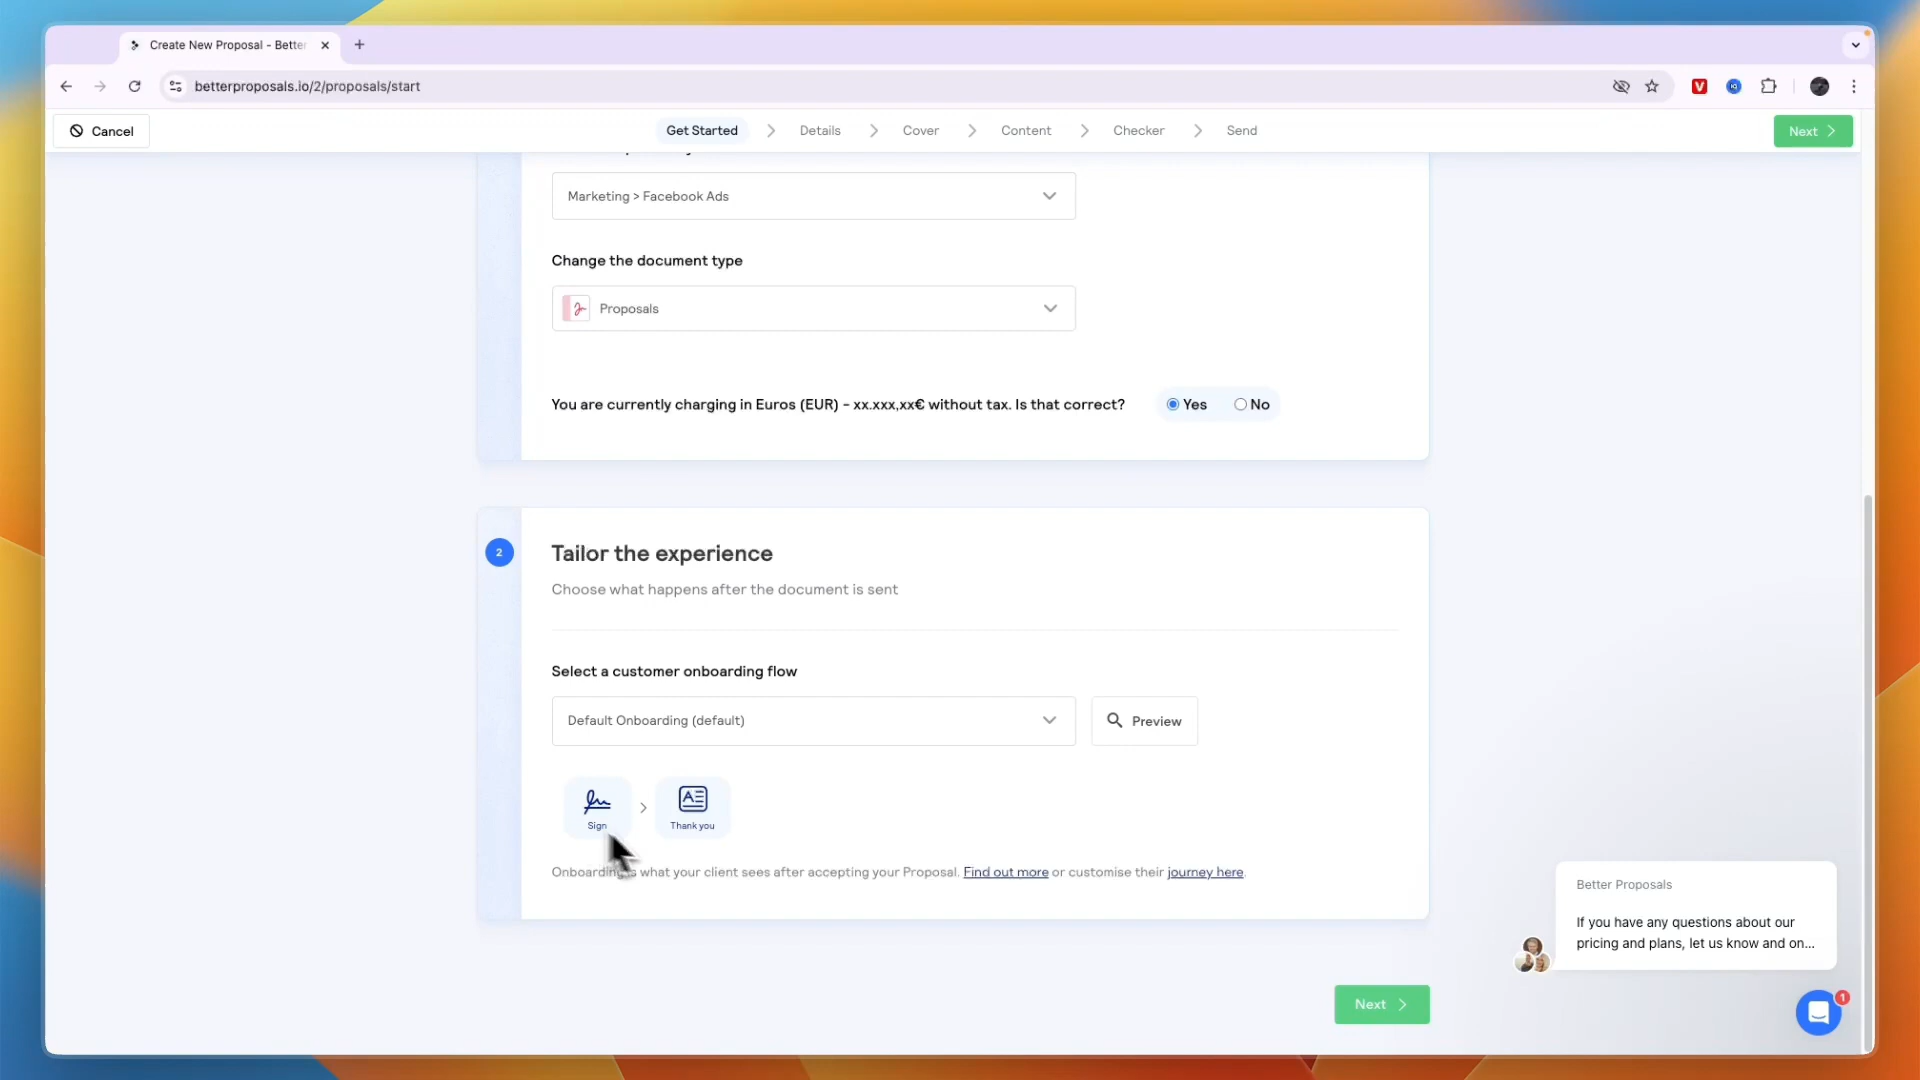 Create New Proposal - Better
betterproposals.io/2/proposals/start
Cancel
Get Started
Details
Cover
Content
Checker
Send
Next
Marketing > Facebook Ads
Change the document type
Proposals
You are currently charging in Euros (EUR) - xx.xxx,xx€ without tax. Is that correct?
Yes
No
2
Tailor the experience
Choose what happens after the document is sent
Select a customer onboarding flow
Default Onboarding (default)
Preview
Sign
Thank you
Onboarding is what your client sees after accepting your Proposal. Find out more or customise their journey here.
Better Proposals
If you have any questions about our
pricing and plans, let us know and on...
1
Next